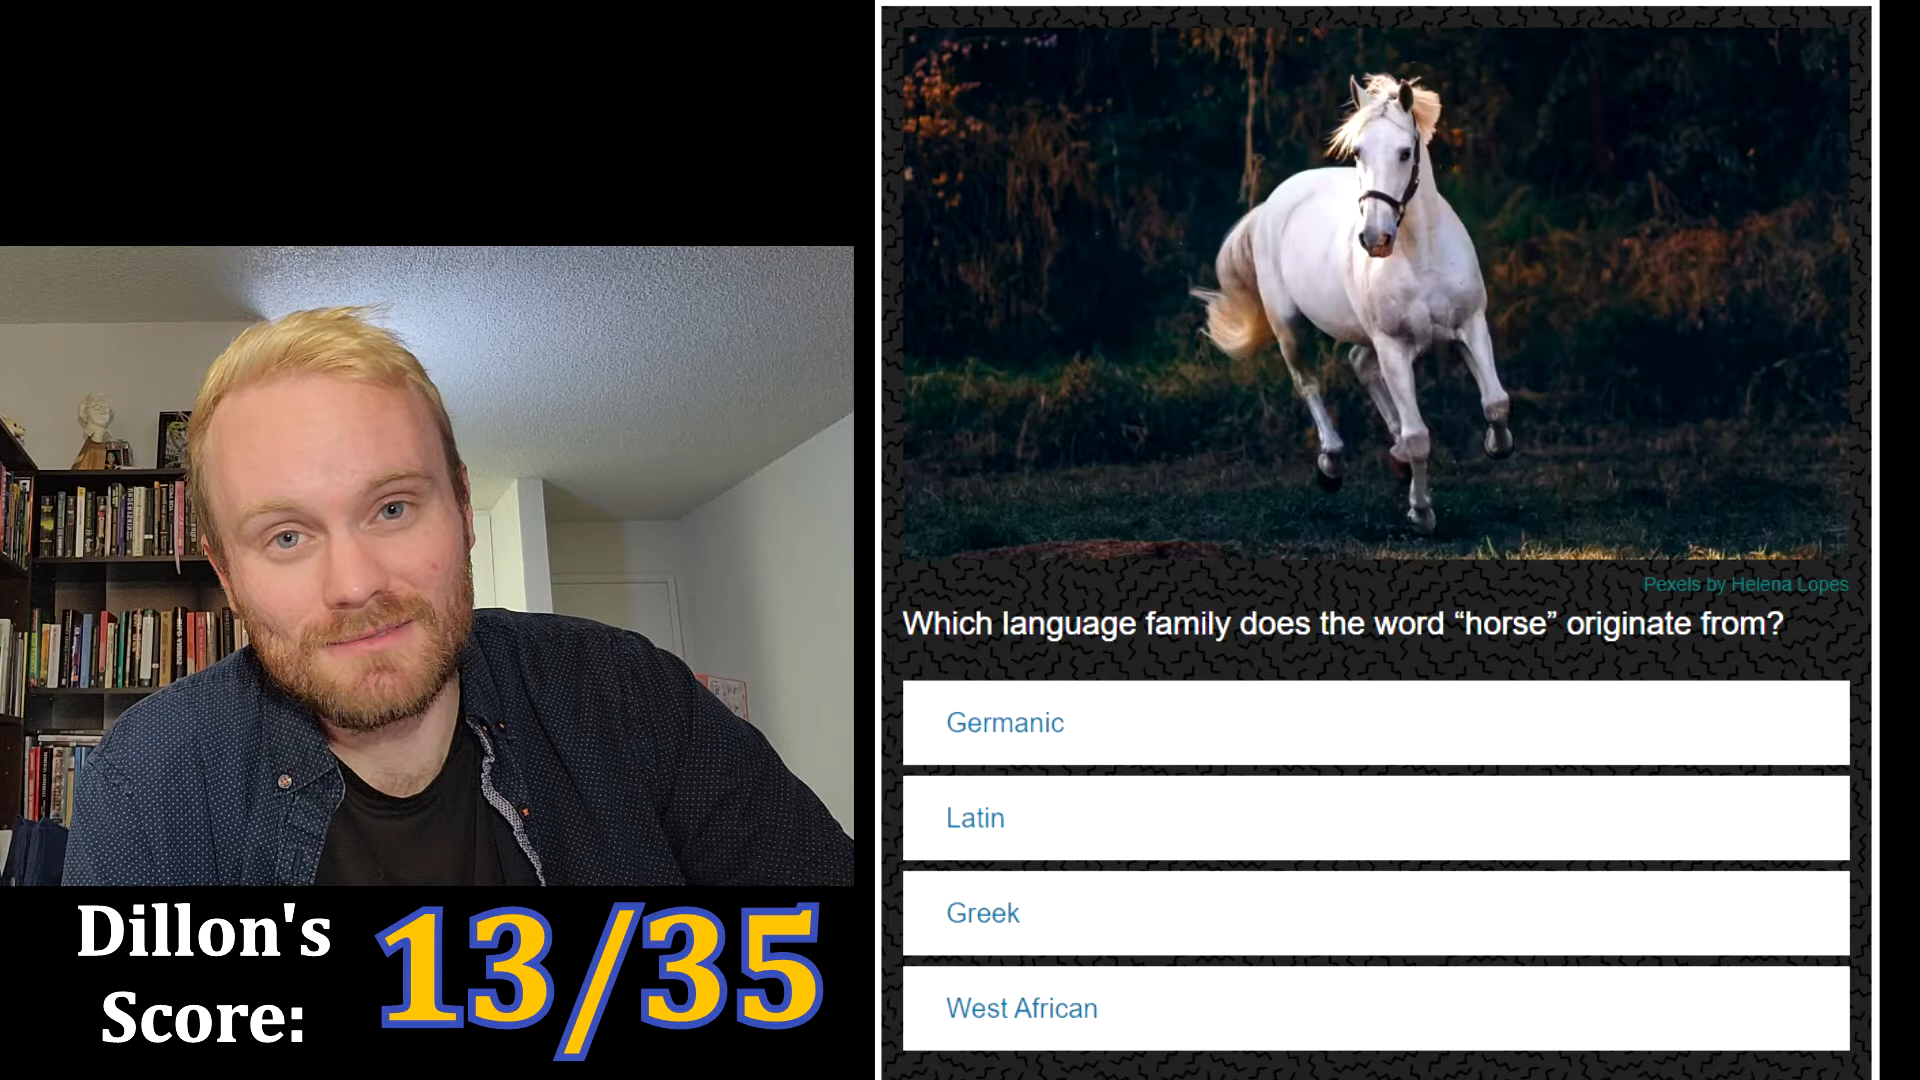 Dillon's
Score:
13/35
Pexels by Helena Lopes
Which language family does the word “horse” originate from?
Germanic
Latin
Greek
West African